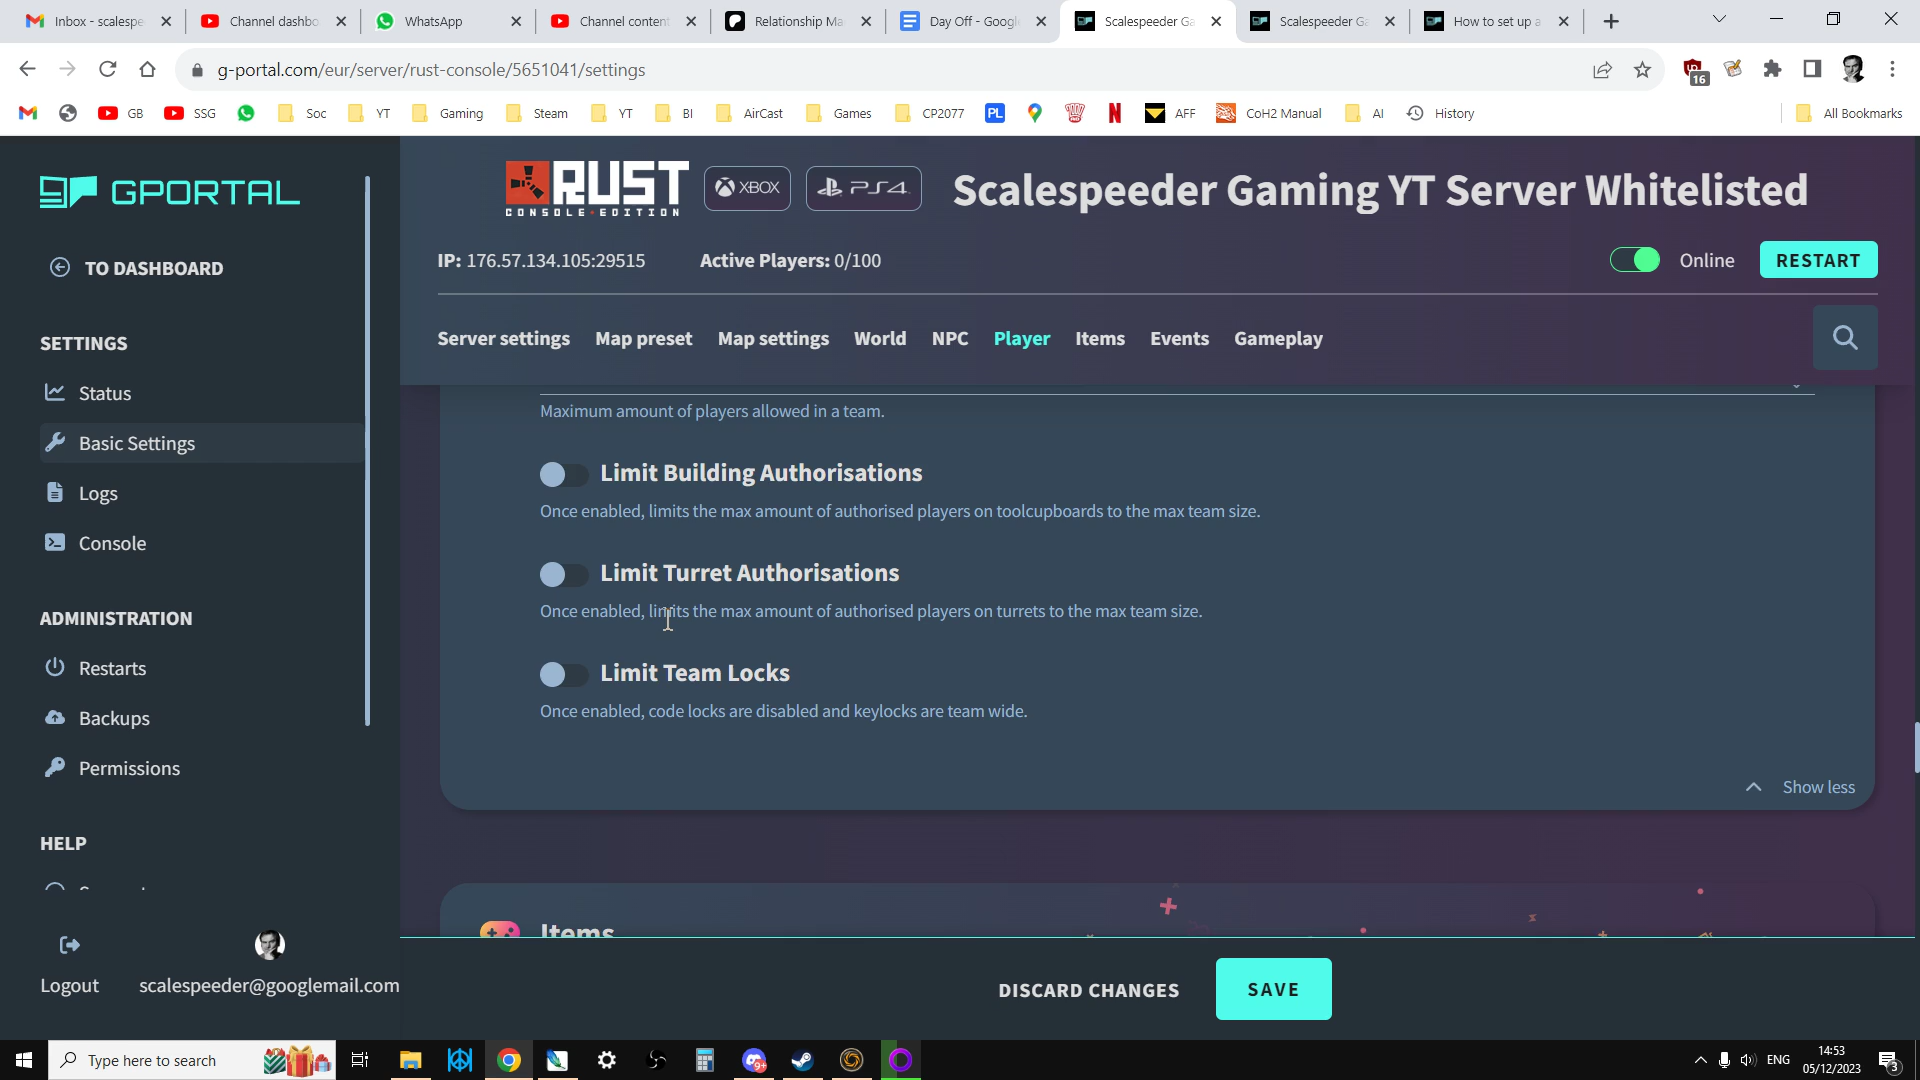 Inbox - scalespe
Channel dashbo
WhatsApp
Channel content
Relationship Ma
Day Off - Google
Scalespeeder Ga
Scalespeeder Ga
How to set up a
g-portal.com/eur/server/rust-console/5651041/settings
16
GB
SSG
Soc
YT
Gaming
Steam
YT
BI
AirCast
Games
CP2077
PL
AFF
CoH2 Manual
AI
History
All Bookmarks
GPORTAL
TO DASHBOARD
SETTINGS
Status
Basic Settings
Logs
Console
ADMINISTRATION
Restarts
Backups
Permissions
HELP
Logout
scalespeeder@googlemail.com
RUST
CONSOLE EDITION
XBOX
PS4
Scalespeeder Gaming YT Server Whitelisted
IP: 176.57.134.105:29515
Active Players: 0/100
Online
RESTART
Server settings
Map preset
Map settings
World
NPC
Player
Items
Events
Gameplay
Maximum amount of players allowed in a team.
Limit Building Authorisations
Once enabled, limits the max amount of authorised players on toolcupboards to the max team size.
Limit Turret Authorisations
Once enabled, limits the max amount of authorised players on turrets to the max team size.
Limit Team Locks
Once enabled, code locks are disabled and keylocks are team wide.
Show less
Items
DISCARD CHANGES
SAVE
Type here to search
9+
ENG
14:53
05/12/2023
3